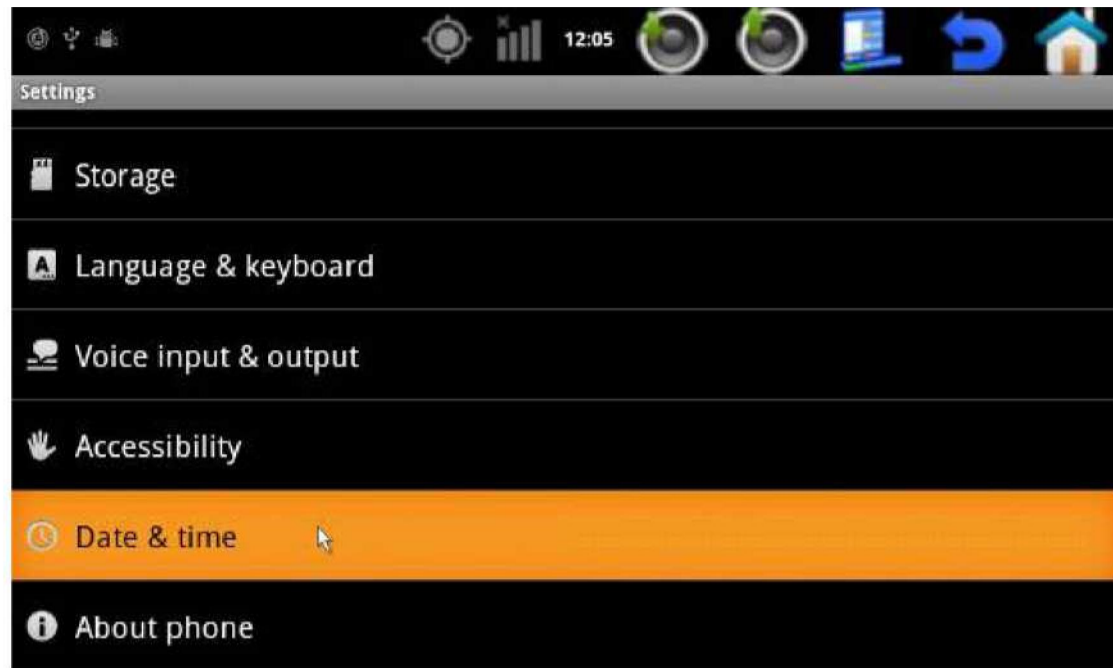 12:05
Settings
Storage
Language & keyboard
Voice input & output
Accessibility
Date & time
About phone